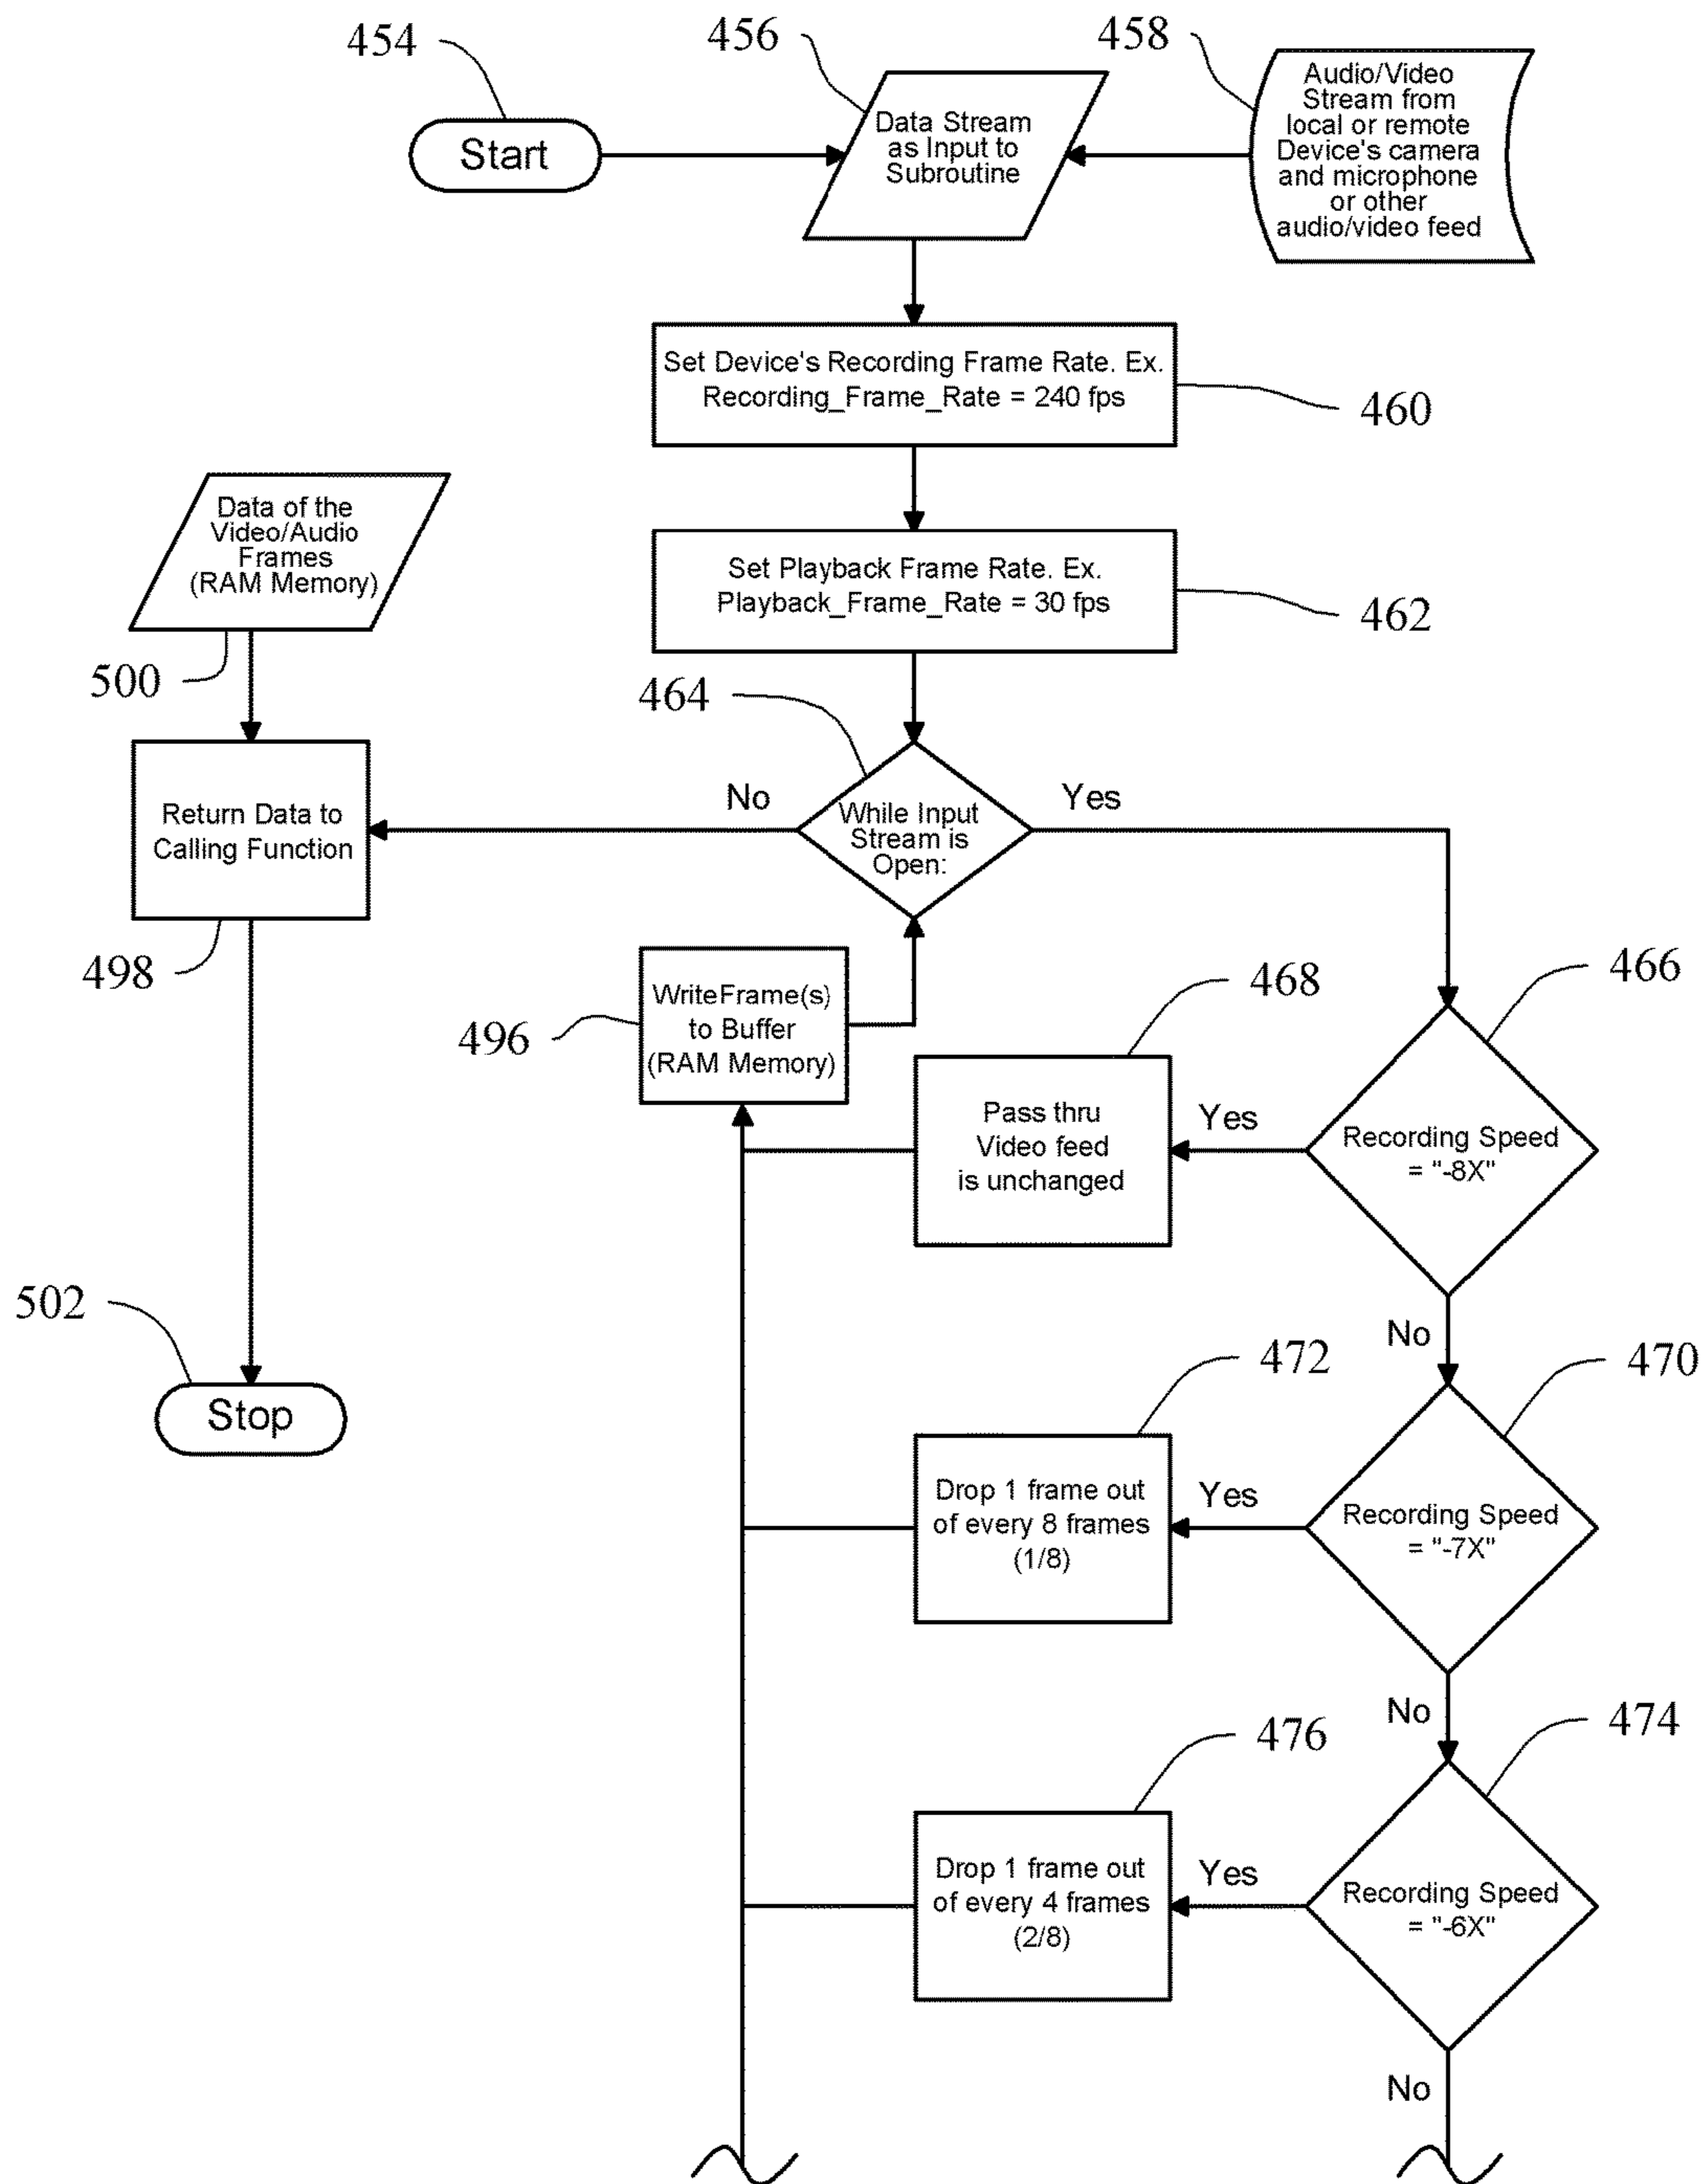 454
456
458
Start
Data Stream
as Input to
Subroutine
Audio/Video
Stream from
local or remote
Device's camera
and microphone
or other
audio/video feed
Set Device's Recording Frame Rate. Ex.
Recording_Frame_Rate = 240 fps
460
Data of the
Video/Audio
Frames
(RAM Memory)
500
Set Playback Frame Rate. Ex.
Playback_Frame_Rate = 30 fps
462
464
No
Yes
While Input
Stream is
Open:
Return Data to
Calling Function
498
WriteFrame(s)
to Buffer
(RAM Memory)
496
468
466
Pass thru
Video feed
is unchanged
Yes
Recording Speed
= "-8X"
No
502
Stop
472
470
Drop 1 frame out
of every 8 frames
(1/8)
Yes
Recording Speed
= "-7X"
No
476
474
Drop 1 frame out
of every 4 frames
(2/8)
Yes
Recording Speed
= "-6X"
No